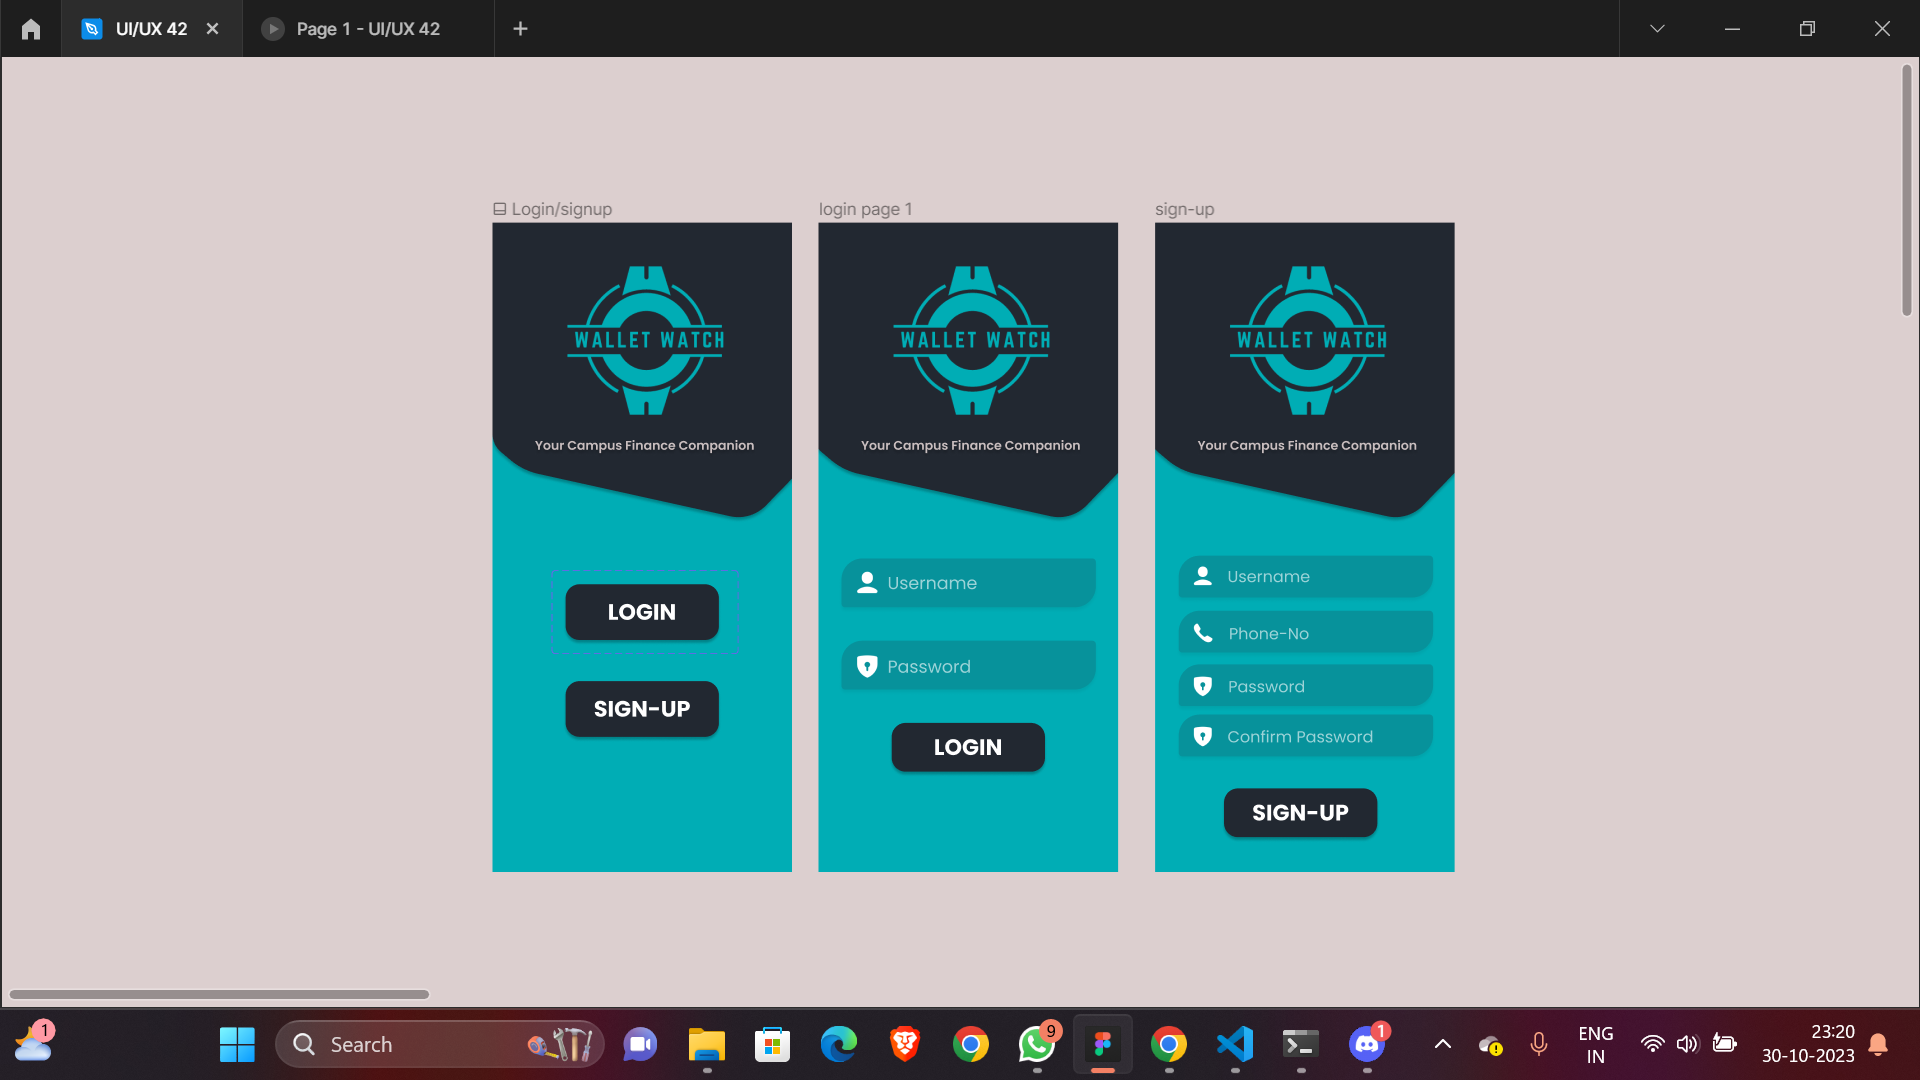 UI/UX 42
Page 1 - UI/UX 42
Login/signup
login page 1
sign-up
WALLET WATCH
Your Campus Finance Companion
LOGIN
SIGN-UP
WALLET WATCH
Your Campus Finance Companion
Username
Password
LOGIN
WALLET WATCH
Your Campus Finance Companion
Username
Phone-No
Password
Confirm Password
SIGN-UP
1
Search
9
1
ENG
IN
23:20
30-10-2023